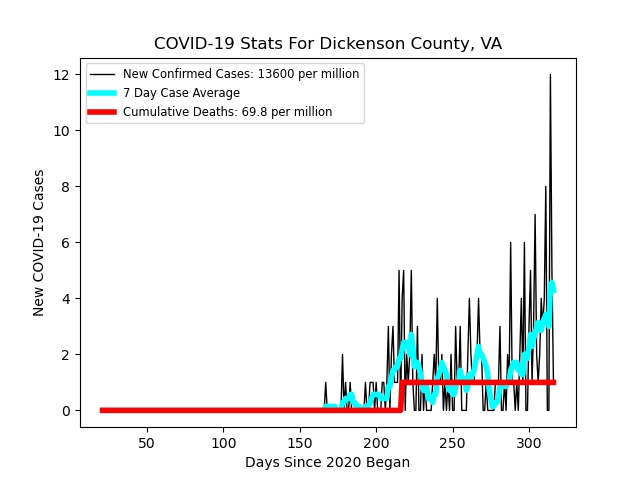 COVID-19 Stats For Dickenson County, VA
New Confirmed Cases: 13600 per million
7 Day Case Average
Cumulative Deaths: 69.8 per million
New COVID-19 Cases
12
10
8
6
4
2
0
50 100 150 200 250 300
Days Since 2020 Began